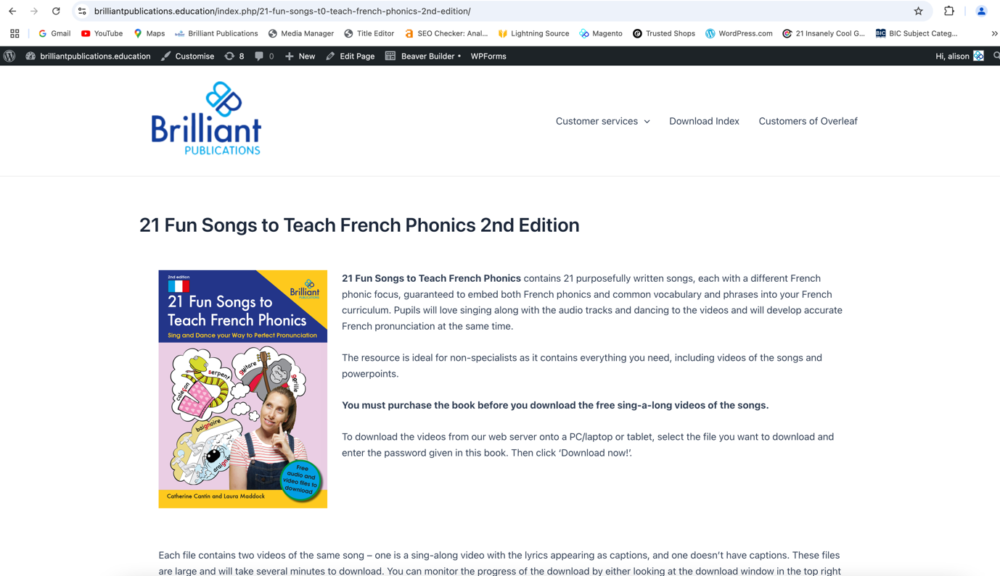 brilliantpublications.education/index.php/21-fun-songs-t0-teach-french-phonics-2nd-edition/
Gmail YouTube Maps Brilliant Publications Media Manager Title Editor SEO Checker: Anal... Lightning Source Magento Trusted Shops WordPress.com 21 Insanely Cool G... BIC BIC Subject Categ... »
brilliantpublications.education Customise 8 0 New Edit Page Beaver Builder • WPForms Hi, alison
Brilliant
PUBLICATIONS
Customer services Download Index Customers of Overleaf
21 Fun Songs to Teach French Phonics 2nd Edition
2nd edition
Brilliant
PUBLICATIONS
21 Fun Songs to
Teach French Phonics
Sing and Dance your Way to Perfect Pronunciation
serpent
caleçon
guitare
gorille
baignoire
araignée
Free
audio and
video files to
download
Catherine Cantin and Laura Maddock
21 Fun Songs to Teach French Phonics contains 21 purposefully written songs, each with a different French
phonic focus, guaranteed to embed both French phonics and common vocabulary and phrases into your French
curriculum. Pupils will love singing along with the audio tracks and dancing to the videos and will develop accurate
French pronunciation at the same time.
The resource is ideal for non-specialists as it contains everything you need, including videos of the songs and
powerpoints.
You must purchase the book before you download the free sing-a-long videos of the songs.
To download the videos from our web server onto a PC/laptop or tablet, select the file you want to download and
enter the password given in this book. Then click ‘Download now!’.
Each file contains two videos of the same song – one is a sing-along video with the lyrics appearing as captions, and one doesn’t have captions. These files
are large and will take several minutes to download. You can monitor the progress of the download by either looking at the download window in the top right